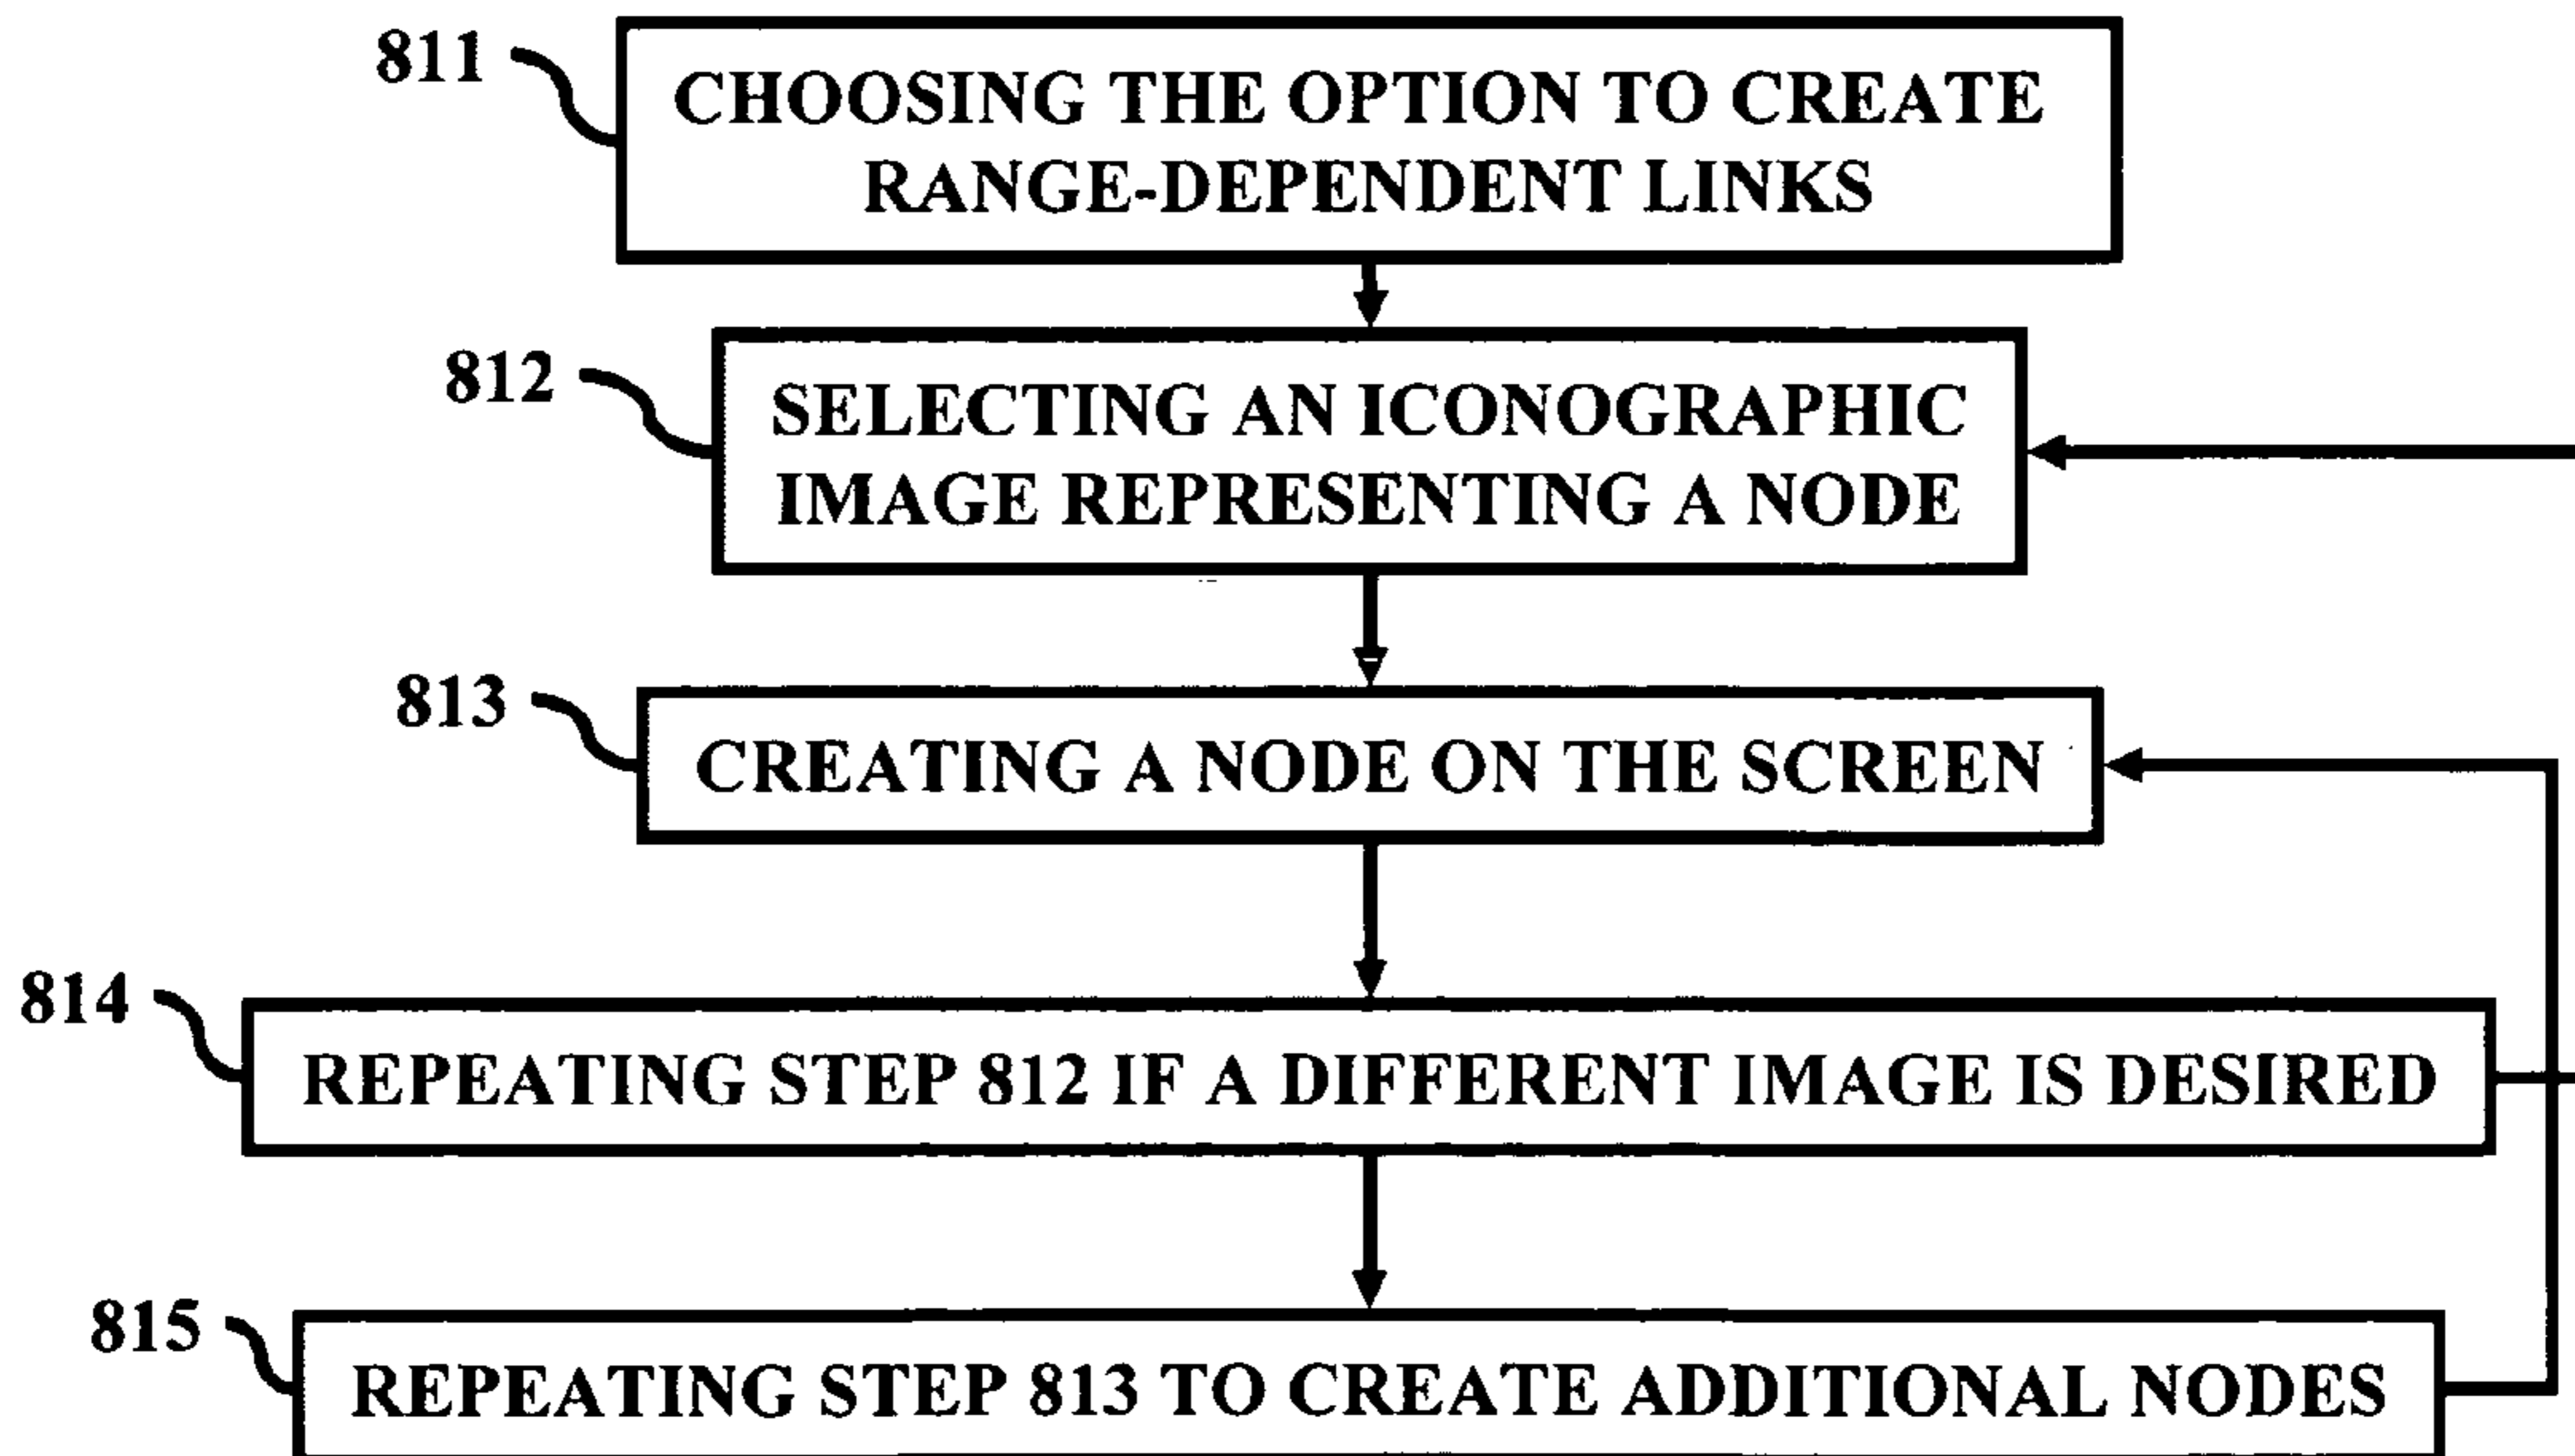 811
CHOOSING THE OPTION TO CREATE
RANGE-DEPENDENT LINKS
812
SELECTING AN ICONOGRAPHIC
IMAGE REPRESENTING A NODE
813
CREATING A NODE ON THE SCREEN
814
REPEATING STEP 812 IF A DIFFERENT IMAGE IS DESIRED
815
REPEATING STEP 813 TO CREATE ADDITIONAL NODES